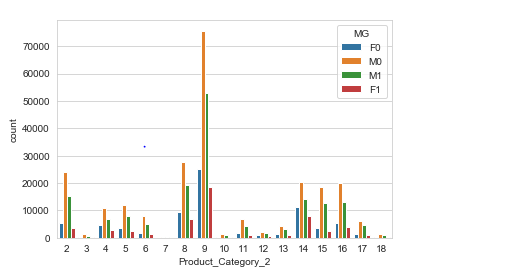 MG
F0
M0
M1
F1
70000
60000
50000
40000
30000
20000
10000
0
count
2 3 4 5 6 7 8 9 10 11 12 13 14 15 16 17 18
Product_Category_2